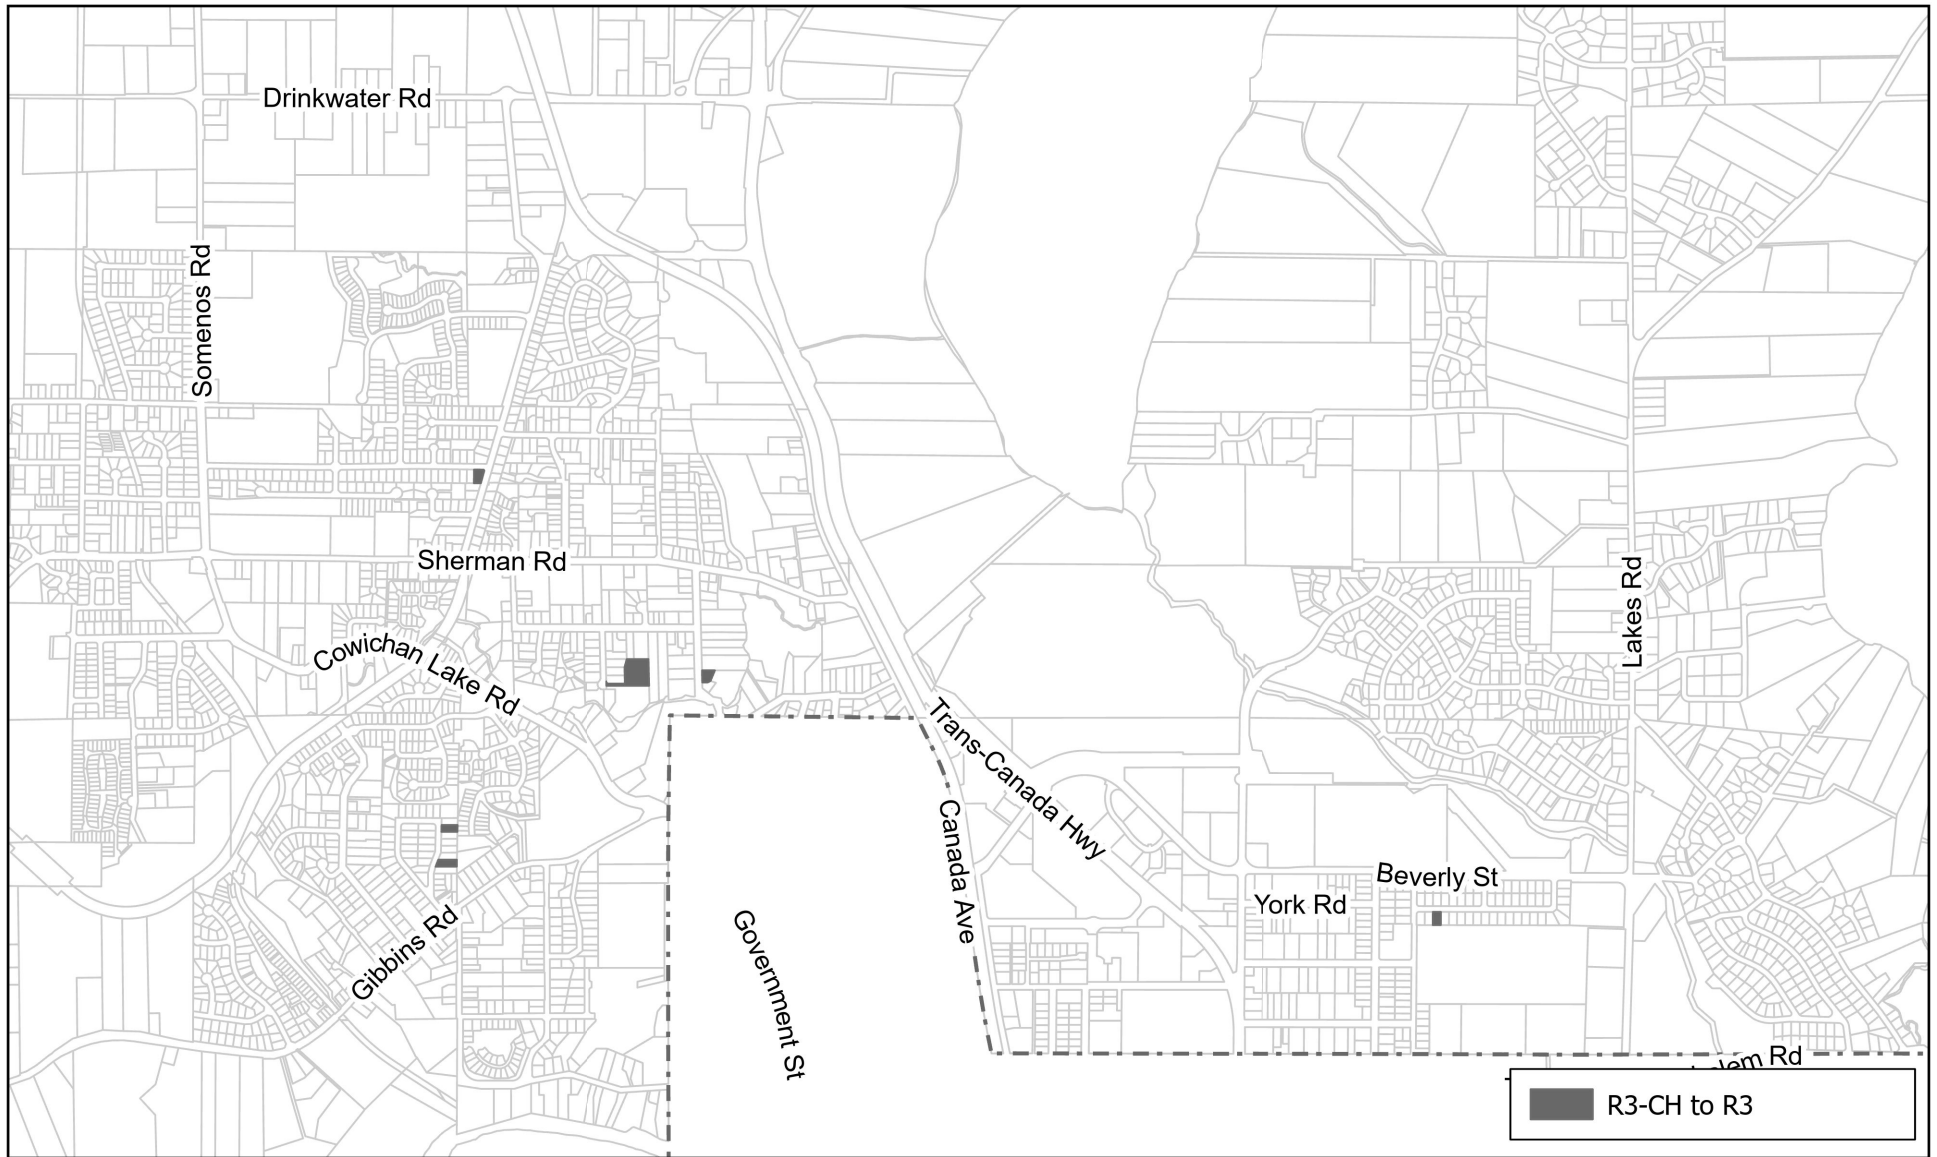 Drinkwater Rd
Somenos Rd
Sherman Rd
Lakes Rd
Cowichan Lake Rd
Trans-Canada Hwy
Canada Ave
Beverly St
York Rd
Gibbins Rd
Government St
Rd
R3-CH to R3